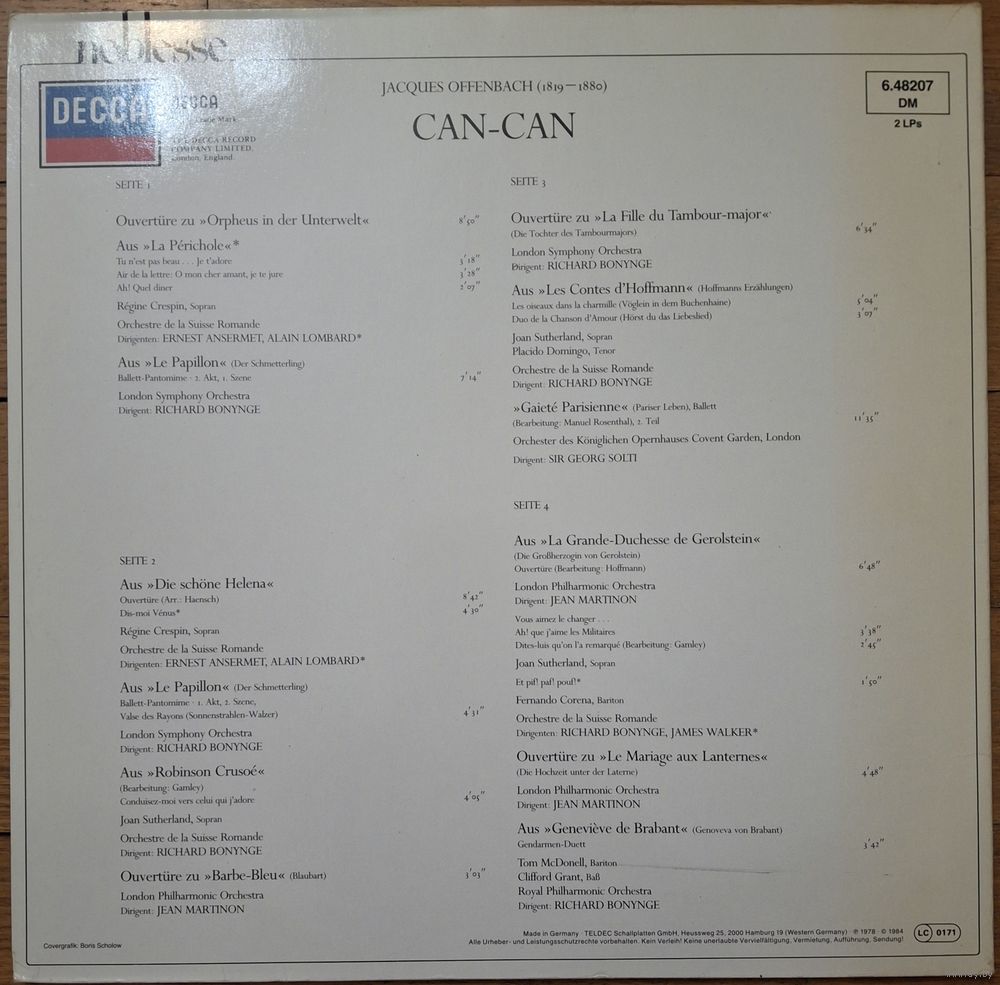 noblesse
DECCA
DECCA
Trade Mark
THE DECCA RECORD
COMPANY LIMITED,
London, England.
JACQUES OFFENBACH (1819–1880)
CAN-CAN
6.48207
DM
2 LPs
SEITE 1
Ouvertüre zu »Orpheus in der Unterwelt« 8'50"
Aus »La Périchole«*
Tu n'est pas beau . . . Je t'adore 3'18"
Air de la lettre: O mon cher amant, je te jure 3'28"
Ah! Quel diner 2'07"
Régine Crespin, Sopran
Orchestre de la Suisse Romande
Dirigenten: ERNEST ANSERMET, ALAIN LOMBARD*
Aus »Le Papillon« (Der Schmetterling)
Ballett-Pantomime · 2. Akt, 1. Szene 7'14"
London Symphony Orchestra
Dirigent: RICHARD BONYNGE
SEITE 2
Aus »Die schöne Helena«
Ouvertüre (Arr.: Haensch) 8'42"
Dis-moi Vénus* 4'30"
Régine Crespin, Sopran
Orchestre de la Suisse Romande
Dirigenten: ERNEST ANSERMET, ALAIN LOMBARD*
Aus »Le Papillon« (Der Schmetterling)
Ballett-Pantomime · 1. Akt, 2. Szene,
Valse des Rayons (Sonnenstrahlen-Walzer) 4'31"
London Symphony Orchestra
Dirigent: RICHARD BONYNGE
Aus »Robinson Crusoé«
(Bearbeitung: Gamley)
Conduisez-moi vers celui qui j'adore 4'05"
Joan Sutherland, Sopran
Orchestre de la Suisse Romande
Dirigent: RICHARD BONYNGE
Ouvertüre zu »Barbe-Bleu« (Blaubart) 3'03"
London Philharmonic Orchestra
Dirigent: JEAN MARTINON
SEITE 3
Ouvertüre zu »La Fille du Tambour-major«
(Die Tochter des Tambourmajors) 6'34"
London Symphony Orchestra
Dirigent: RICHARD BONYNGE
Aus »Les Contes d'Hoffmann« (Hoffmanns Erzählungen)
Les oiseaux dans la charmille (Vöglein in dem Buchenhaine) 5'04"
Duo de la Chanson d'Amour (Hörst du das Liebeslied) 3'07"
Joan Sutherland, Sopran
Placido Domingo, Tenor
Orchestre de la Suisse Romande
Dirigent: RICHARD BONYNGE
»Gaieté Parisienne« (Pariser Leben), Ballett
(Bearbeitung: Manuel Rosenthal), 2. Teil 11'35"
Orchester des Königlichen Opernhauses Covent Garden, London
Dirigent: SIR GEORG SOLTI
SEITE 4
Aus »La Grande-Duchesse de Gerolstein«
(Die Großherzogin von Gerolstein)
Ouvertüre (Bearbeitung: Hoffmann) 6'48"
London Philharmonic Orchestra
Dirigent: JEAN MARTINON
Vous aimez le changer . . .
Ah! que j'aime les Militaires 3'38"
Dites-luis qu'on l'a remarqué (Bearbeitung: Gamley) 2'45"
Joan Sutherland, Sopran
Et pif! paf! pouf!* 1'50"
Fernando Corena, Bariton
Orchestre de la Suisse Romande
Dirigenten: RICHARD BONYNGE, JAMES WALKER*
Ouvertüre zu »Le Mariage aux Lanternes«
(Die Hochzeit unter der Laterne) 4'48"
London Philharmonic Orchestra
Dirigent: JEAN MARTINON
Aus »Geneviève de Brabant« (Genoveva von Brabant)
Gendarmen-Duett 3'42"
Tom McDonell, Bariton
Clifford Grant, Baß
Royal Philharmonic Orchestra
Dirigent: RICHARD BONYNGE
Covergrafik: Boris Scholow
Made in Germany TELDEC Schallplatten GmbH, Heussweg 25, 2000 Hamburg 19 (Western Germany) · ℗ 1978 · © 1984
Alle Urheber- und Leistungsschutzrechte vorbehalten. Kein Verleih! Keine unerlaubte Vervielfältigung, Vermietung, Aufführung, Sendung!
LC 0171